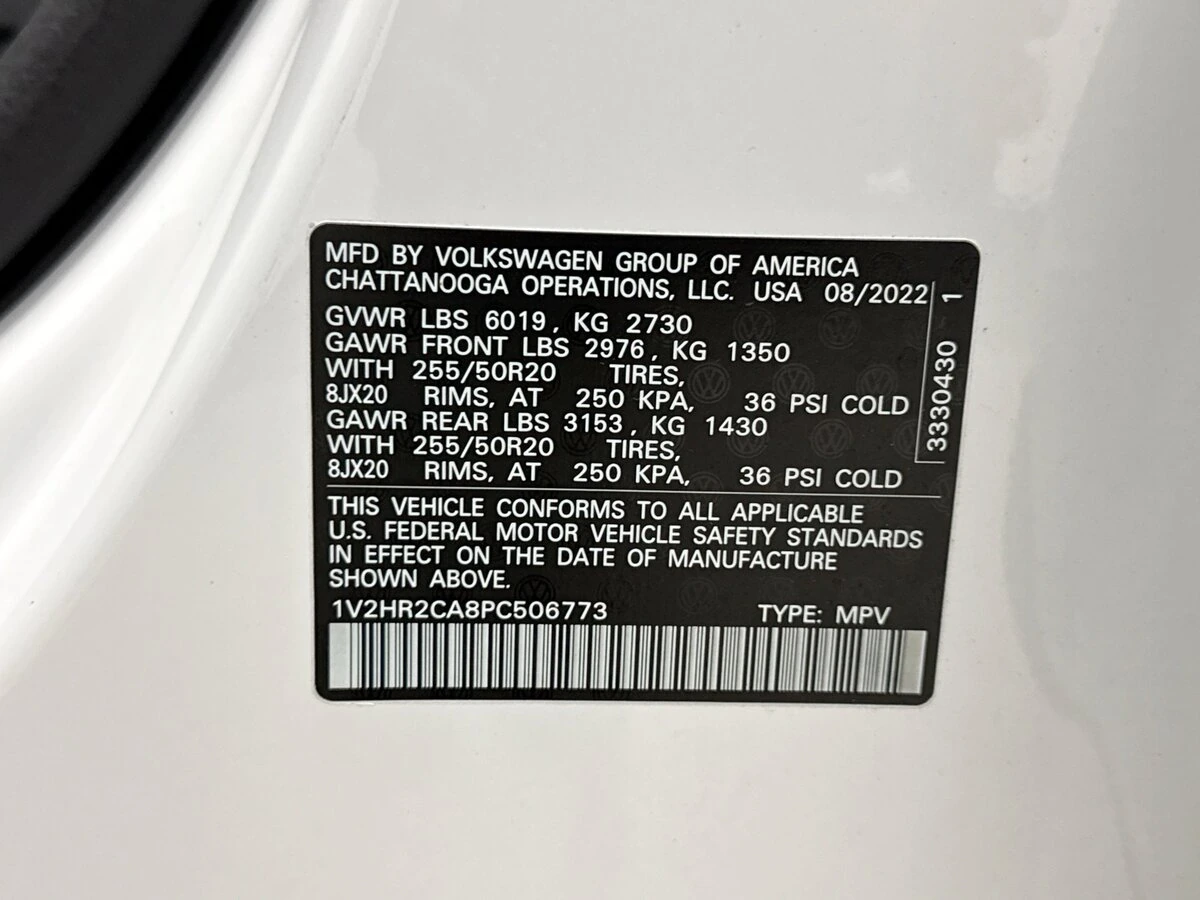 MFD BY VOLKSWAGEN GROUP OF AMERICA
CHATTANOOGA OPERATIONS, LLC. USA 08/2022
GVWR LBS 6019, KG 2730
GAWR FRONT LBS 2976, KG 1350
WITH 255/50R20 TIRES,
8JX20 RIMS, AT 250 KPA, 36 PSI COLD
GAWR REAR LBS 3153, KG 1430
WITH 255/50R20 TIRES,
8JX20 RIMS, AT 250 KPA, 36 PSI COLD
3330430 1
THIS VEHICLE CONFORMS TO ALL APPLICABLE
U.S. FEDERAL MOTOR VEHICLE SAFETY STANDARDS
IN EFFECT ON THE DATE OF MANUFACTURE
SHOWN ABOVE.
1V2HR2CA8PC506773 TYPE: MPV